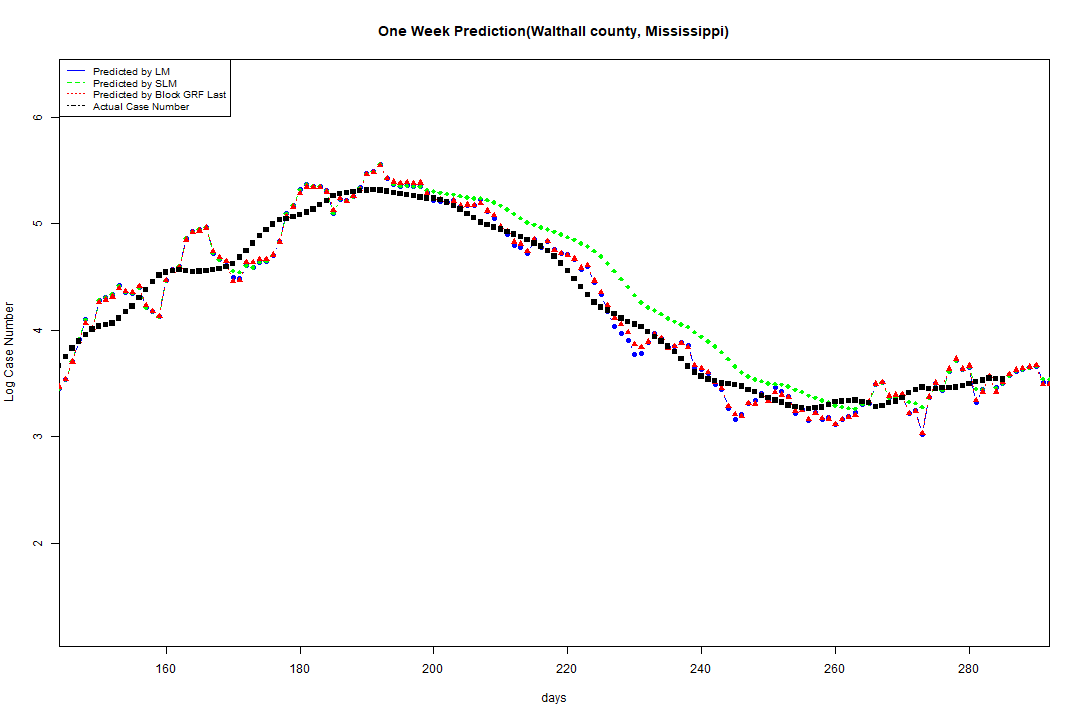 One Week Prediction(Walthall county, Mississippi)
Predicted by LM
Predicted by SLM
Predicted by Block GRF Last
Actual Case Number
6
5
4
3
2
Log Case Number
160 180 200 220 240 260 280
days